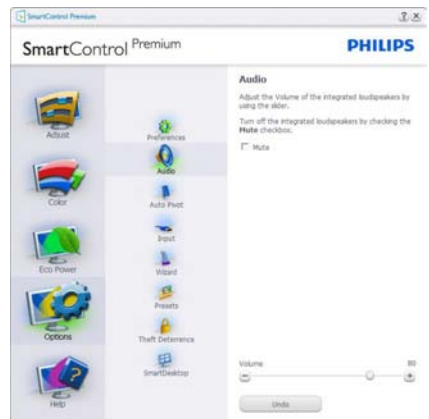 SmartControl Premium
SmartControl Premium
PHILIPS
Adjust
Color
Eco Power
Options
Help
Preferences
Audio
Auto Pivot
Input
Wizard
Presets
Theft Deterrence
SmartDesktop
Audio
Adjust the Volume of the integrated loudspeakers by
using the slider.
Turn off the integrated loudspeakers by checking the
Mute checkbox.
Mute
Volume 80
Undo